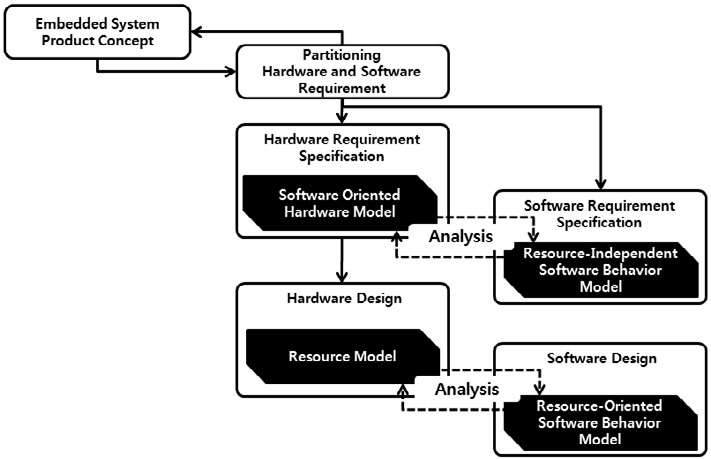 Embedded System
Product Concept
Partitioning
Hardware and Software
Requirement
Hardware Requirement
Specification
Software Oriented
Hardware Model
Software Requirement
Specification
Analysis
Resource-Independent
Software Behavior
Model
Hardware Design
Resource Model
Software Design
Analysis
Resource-Oriented
Software Behavior
Model